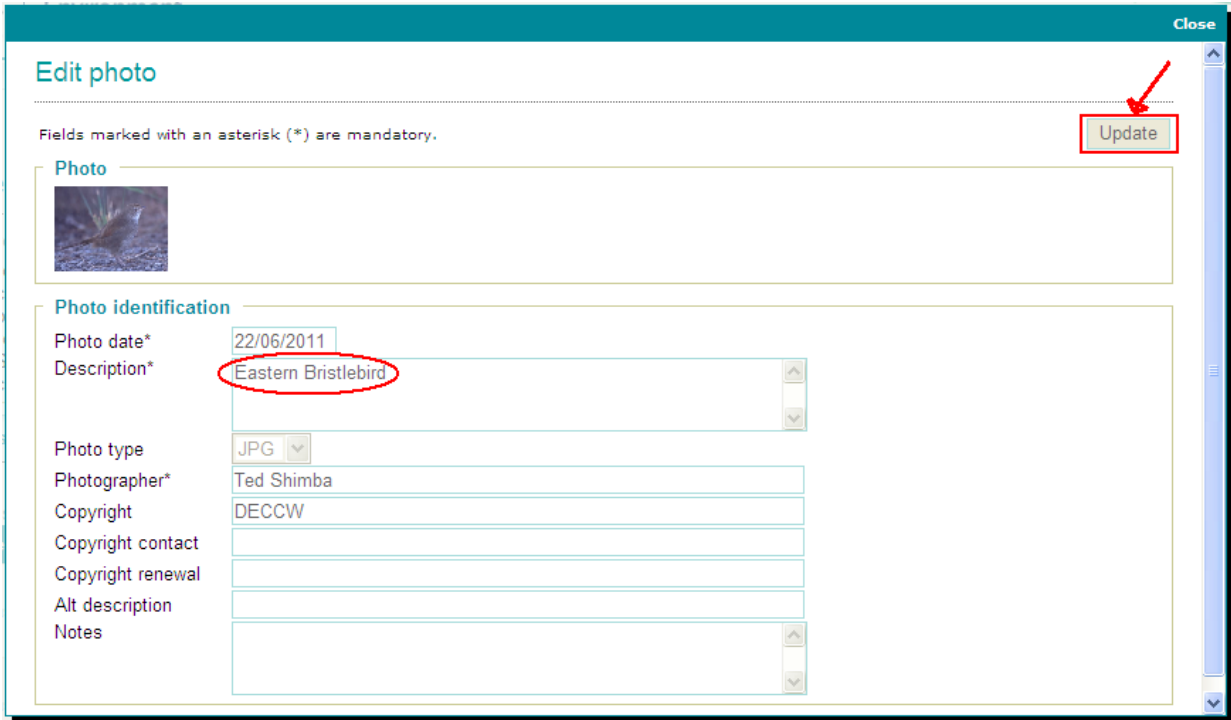 Close
Edit photo
Fields marked with an asterisk (*) are mandatory.
Update
Photo
Photo identification
Photo date* 22/06/2011
Description* Eastern Bristlebird
Photo type JPG
Photographer* Ted Shimba
Copyright DECCW
Copyright contact
Copyright renewal
Alt description
Notes